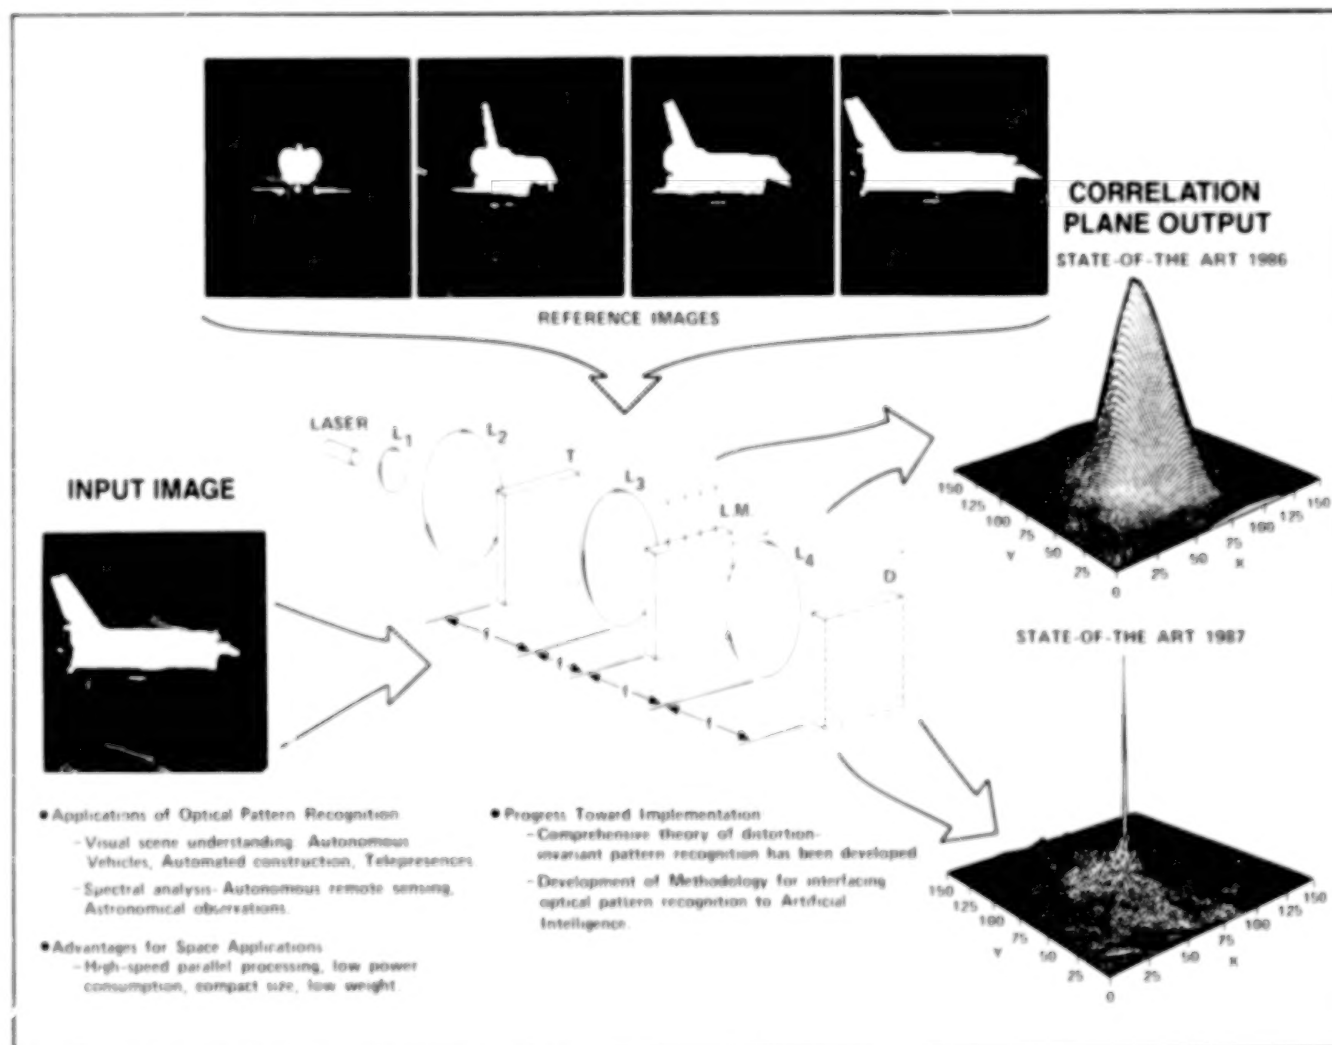 CORRELATION
PLANE OUTPUT
STATE-OF-THE ART 1986
REFERENCE IMAGES
LASER
L1
L2
T
L3
L.M.
L4
D
INPUT IMAGE
f
f
f
f
150
125
100
75
50
25
0
25
50
75
100
125
150
Y
X
STATE-OF-THE ART 1987
150
125
100
75
50
25
0
25
50
75
100
125
150
Y
X
• Applications of Optical Pattern Recognition
- Visual scene understanding: Autonomous
Vehicles, Automated construction, Telepresences
- Spectral analysis- Autonomous remote sensing,
Astronomical observations.
• Advantages for Space Applications
- High-speed parallel processing, low power
consumption, compact size, low weight.
• Progress Toward Implementation
- Comprehensive theory of distortion-
invariant pattern recognition has been developed
- Development of Methodology for interfacing
optical pattern recognition to Artificial
Intelligence.